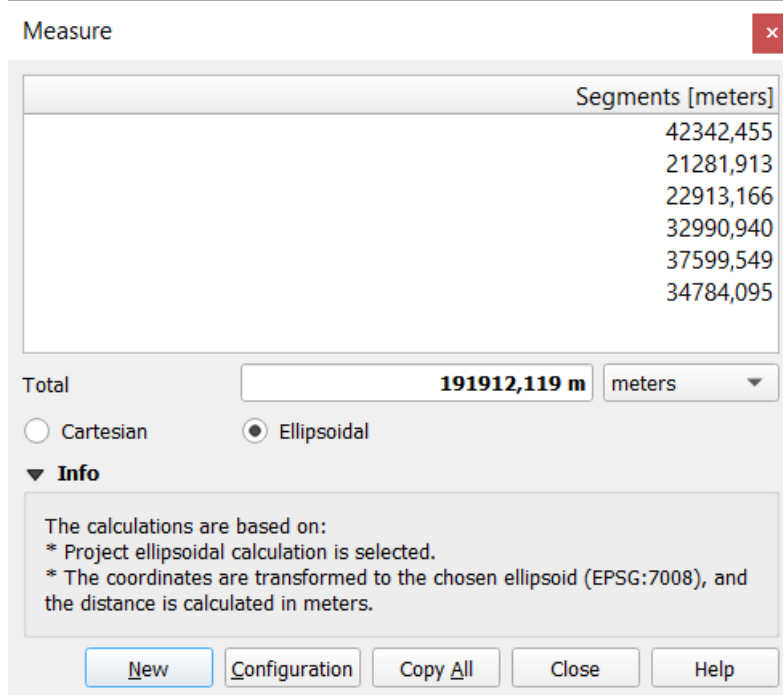 Measure
Segments [meters]
42342,455
21281,913
22913,166
32990,940
37599,549
34784,095
Total 191912,119 m meters
Cartesian Ellipsoidal
Info
The calculations are based on:
* Project ellipsoidal calculation is selected.
* The coordinates are transformed to the chosen ellipsoid (EPSG:7008), and
the distance is calculated in meters.
New Configuration Copy All Close Help